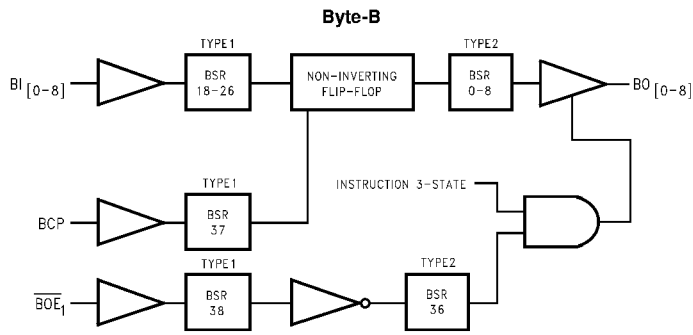 Byte-B
TYPE1
TYPE2
BI [0-8]
BSR
18-26
NON-INVERTING
FLIP-FLOP
BSR
0-8
BO [0-8]
TYPE1
INSTRUCTION 3-STATE
BCP
BSR
37
TYPE1
TYPE2
B̅O̅E̅1
BSR
38
BSR
36